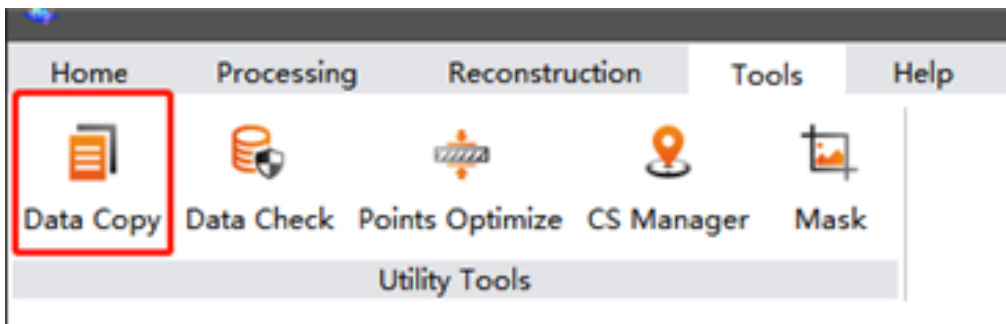 Home Processing Reconstruction Tools Help
Data Copy Data Check Points Optimize CS Manager Mask
Utility Tools